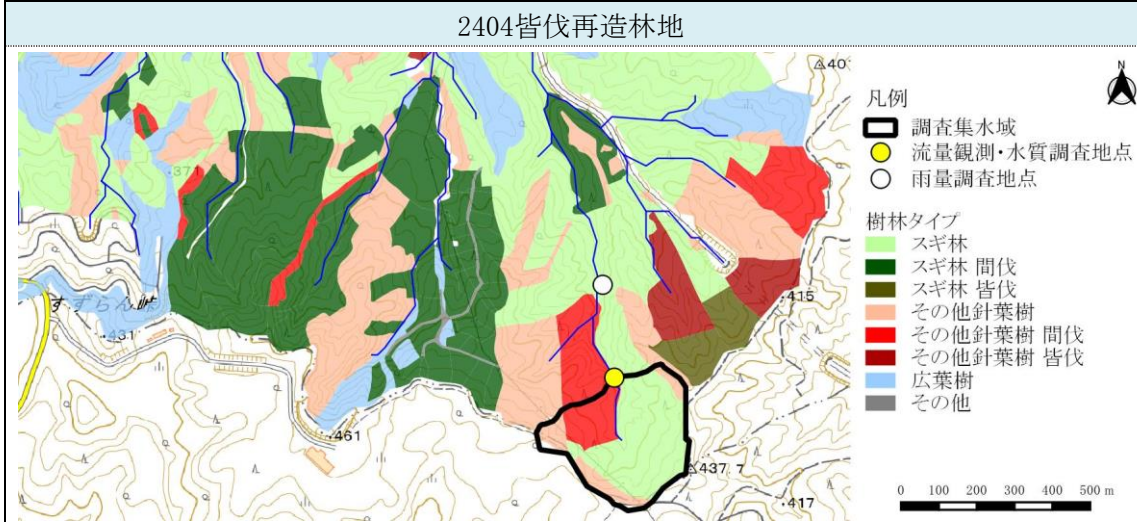 2404皆伐再造林地
N
凡例
調査集水域
流量観測・水質調査地点
雨量調査地点
樹林タイプ
スギ林
スギ林 間伐
スギ林 皆伐
その他針葉樹
その他針葉樹 間伐
その他針葉樹 皆伐
広葉樹
その他
371
すずらん
431
461
415
437.7
417
0 100 200 300 400 500 m